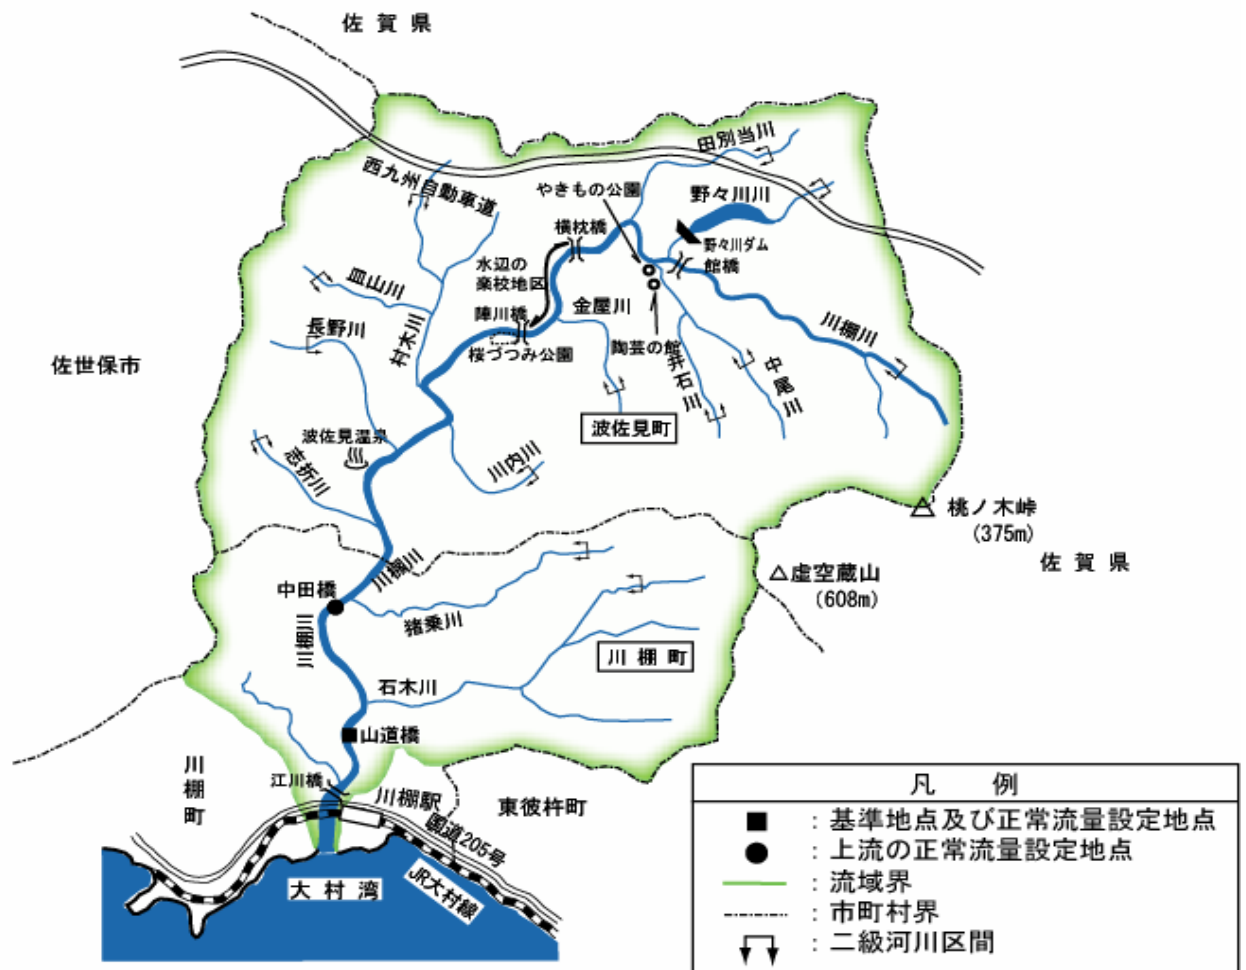 佐賀県
田別当川
西九州自動車道
やきもの公園
野々川川
横枕橋
野々川ダム
館橋
水辺の
楽校地区
皿山川
金屋川
陣川橋
長野川
村木川
川棚川
桜づつみ公園
陶芸の館
井石川
中尾川
佐世保市
波佐見町
波佐見温泉
志折川
川内川
桃ノ木峠
(375m)
佐賀県
虚空蔵山
(608m)
川棚川
中田橋
猪乗川
川棚川
川棚町
石木川
山道橋
川棚町
江川橋
川棚駅
東彼杵町
国道205号
大村湾
JR大村線
凡例
：基準地点及び正常流量設定地点
：上流の正常流量設定地点
：流域界
：市町村界
：二級河川区間